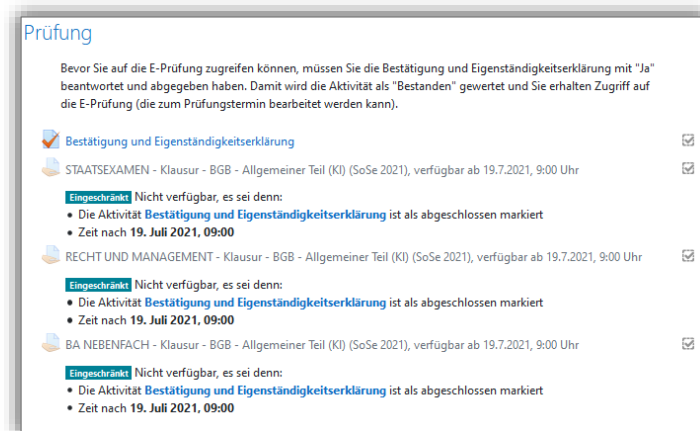 Prüfung
Bevor Sie auf die E-Prüfung zugreifen können, müssen Sie die Bestätigung und Eigenständigkeitserklärung mit "Ja"
beantwortet und abgegeben haben. Damit wird die Aktivität als "Bestanden" gewertet und Sie erhalten Zugriff auf
die E-Prüfung (die zum Prüfungstermin bearbeitet werden kann).
Bestätigung und Eigenständigkeitserklärung
STAATSEXAMEN - Klausur - BGB - Allgemeiner Teil (KI) (SoSe 2021), verfügbar ab 19.7.2021, 9:00 Uhr
Eingeschränkt Nicht verfügbar, es sei denn:
• Die Aktivität Bestätigung und Eigenständigkeitserklärung ist als abgeschlossen markiert
• Zeit nach 19. Juli 2021, 09:00
RECHT UND MANAGEMENT - Klausur - BGB - Allgemeiner Teil (KI) (SoSe 2021), verfügbar ab 19.7.2021, 9:00 Uhr
Eingeschränkt Nicht verfügbar, es sei denn:
• Die Aktivität Bestätigung und Eigenständigkeitserklärung ist als abgeschlossen markiert
• Zeit nach 19. Juli 2021, 09:00
BA NEBENFACH - Klausur - BGB - Allgemeiner Teil (KI) (SoSe 2021), verfügbar ab 19.7.2021, 9:00 Uhr
Eingeschränkt Nicht verfügbar, es sei denn:
• Die Aktivität Bestätigung und Eigenständigkeitserklärung ist als abgeschlossen markiert
• Zeit nach 19. Juli 2021, 09:00